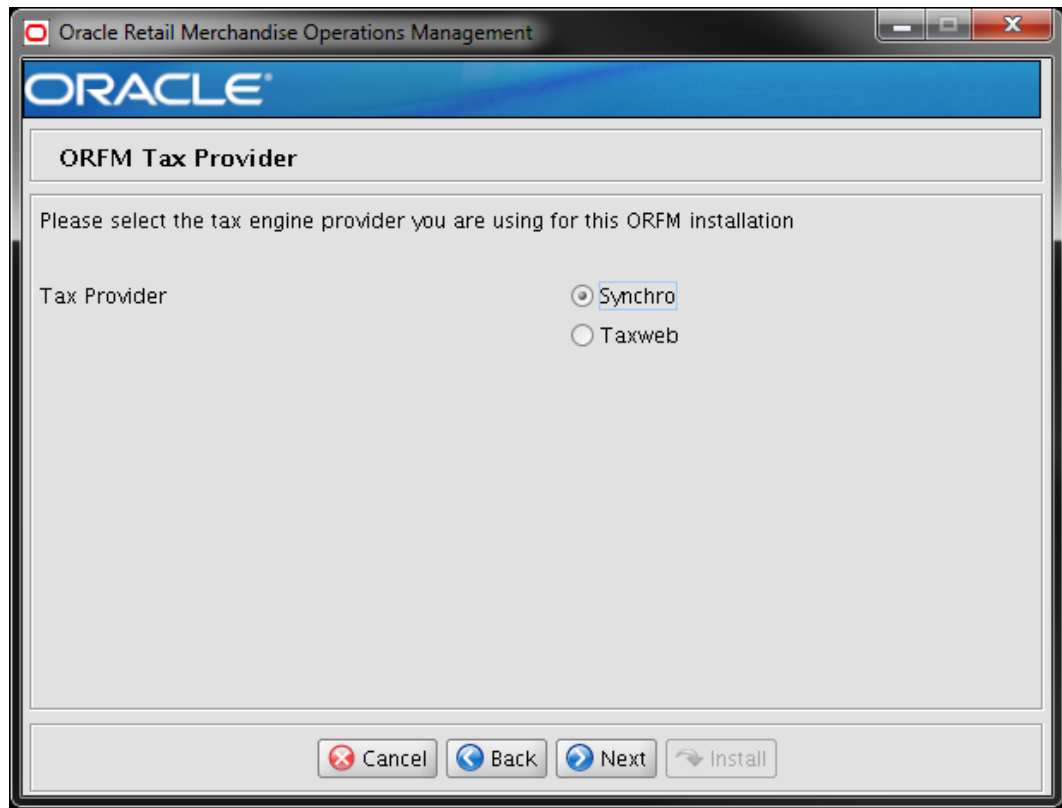 Oracle Retail Merchandise Operations Management
ORACLE®
ORFM Tax Provider
Please select the tax engine provider you are using for this ORFM installation
Tax Provider
Synchro
Taxweb
Cancel Back Next Install